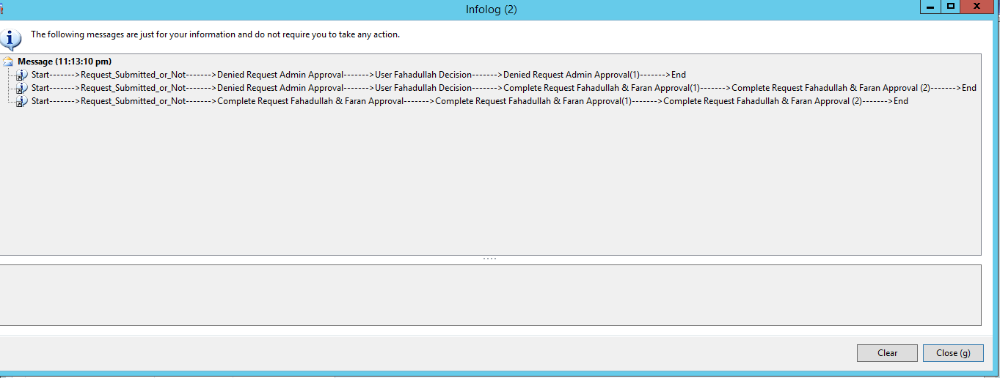 Infolog (2)
The following messages are just for your information and do not require you to take any action.
Message (11:13:10 pm)
Start------->Request_Submitted_or_Not------->Denied Request Admin Approval------->User Fahadullah Decision------->Denied Request Admin Approval(1)------->End
Start------->Request_Submitted_or_Not------->Denied Request Admin Approval------->User Fahadullah Decision------->Complete Request Fahadullah & Faran Approval(1)------->Complete Request Fahadullah & Faran Approval (2)------->End
Start------->Request_Submitted_or_Not------->Complete Request Fahadullah & Faran Approval------->Complete Request Fahadullah & Faran Approval(1)------->Complete Request Fahadullah & Faran Approval (2)------->End
Clear
Close (g)